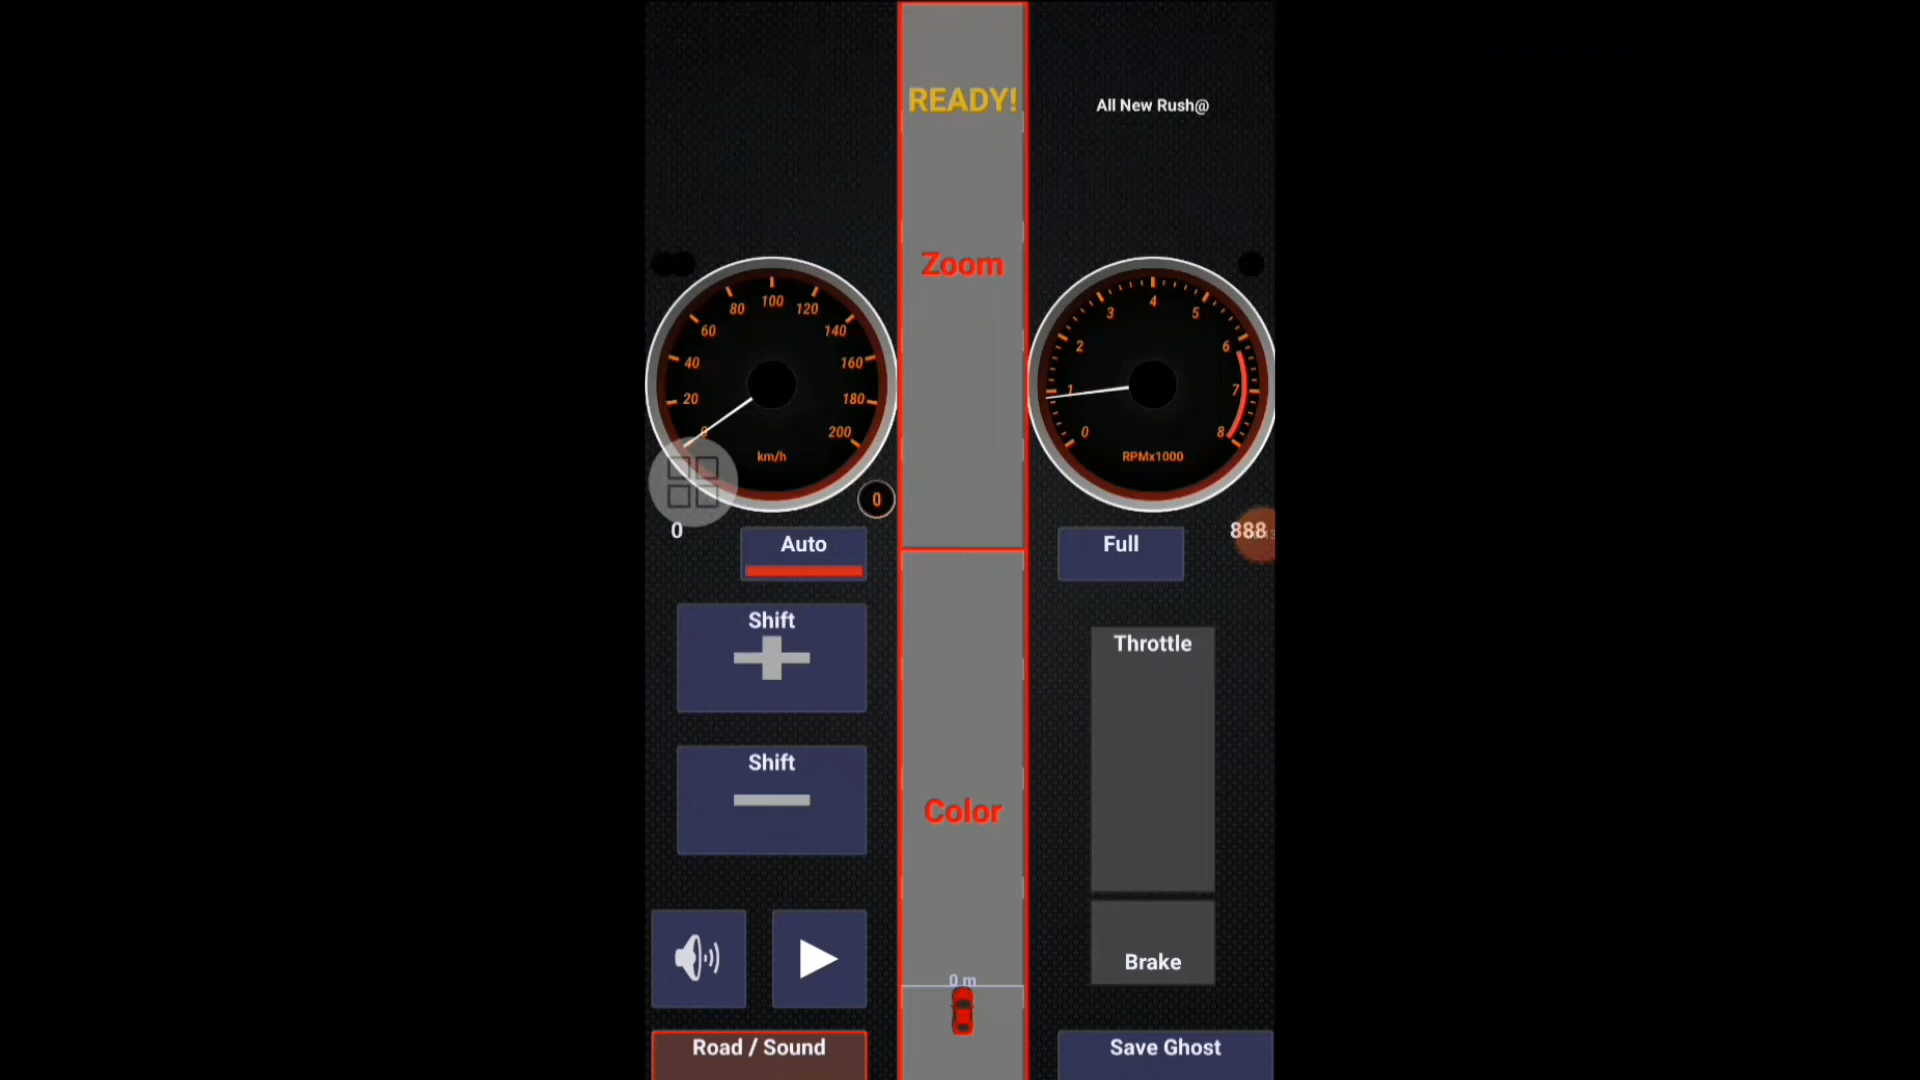 READY!
All New Rush@
Zoom
0
20
40
60
80
100
120
140
160
180
200
km/h
0
0
0
1
2
3
4
5
6
7
8
RPMx1000
888
Auto
Full
Shift
Shift
Throttle
Color
Brake
0 m
Road / Sound
Save Ghost